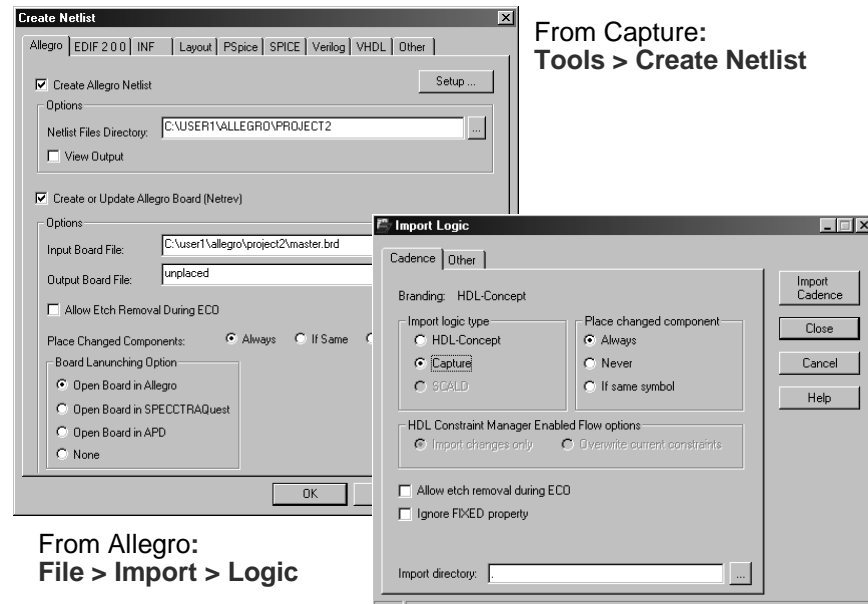 Create Netlist
From Capture:
Tools > Create Netlist
Allegro EDIF 2 0 0 INF Layout PSpice SPICE Verilog VHDL Other
Create Allegro Netlist
Setup ...
Options
Netlist Files Directory: C:\USER1\ALLEGRO\PROJECT2 ...
View Output
Create or Update Allegro Board (Netrev)
Options
Input Board File: C:\user1\allegro\project2\master.brd
Output Board File: unplaced
Allow Etch Removal During ECO
Place Changed Components: Always If Same
Board Lanunching Option
Open Board in Allegro
Open Board in SPECCTRAQuest
Open Board in APD
None
OK
Import Logic
Cadence Other
Branding: HDL-Concept
Import logic type
HDL-Concept
Capture
SCALD
Place changed component
Always
Never
If same symbol
HDL Constraint Manager Enabled Flow options
Import changes only Overwrite current constraints
Allow etch removal during ECO
Ignore FIXED property
Import directory: . ...
Import
Cadence
Close
Cancel
Help
From Allegro:
File > Import > Logic